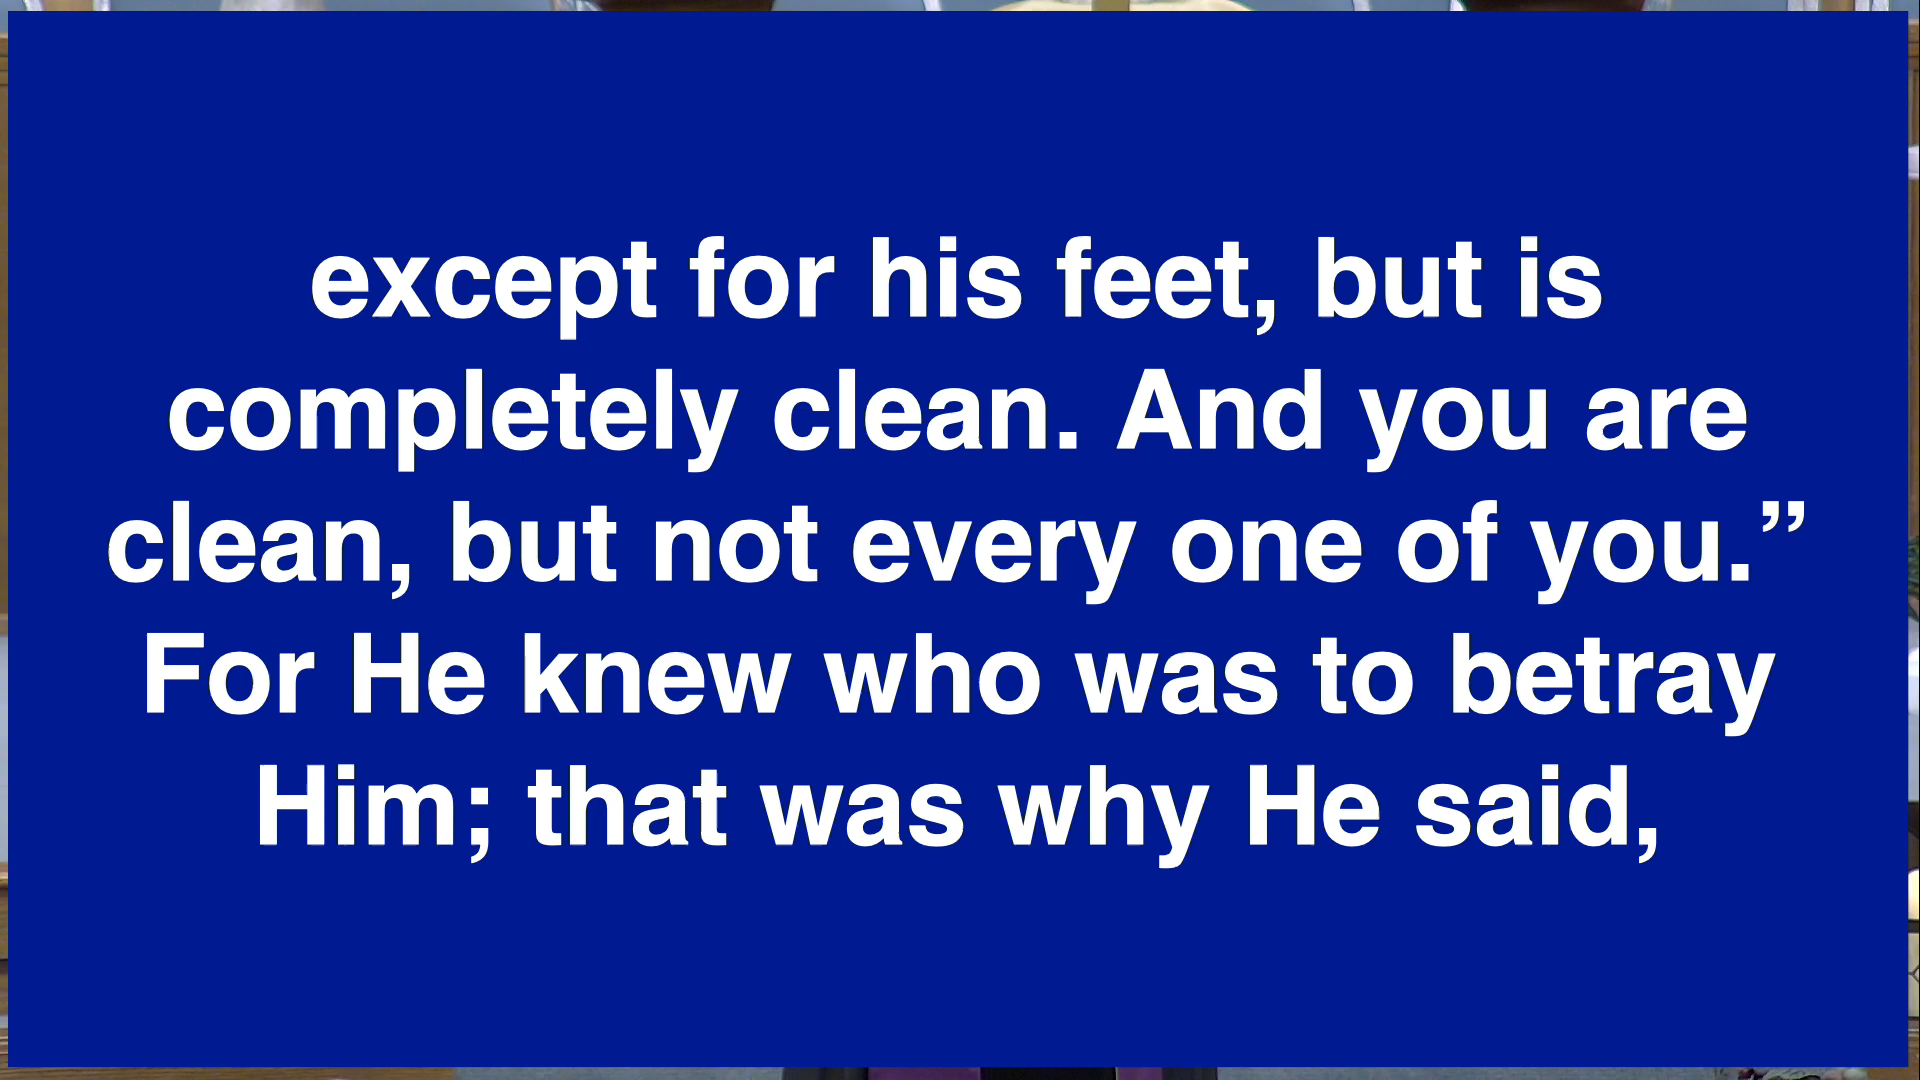 except for his feet, but is
completely clean. And you are
clean, but not every one of you.”
For He knew who was to betray
Him; that was why He said,